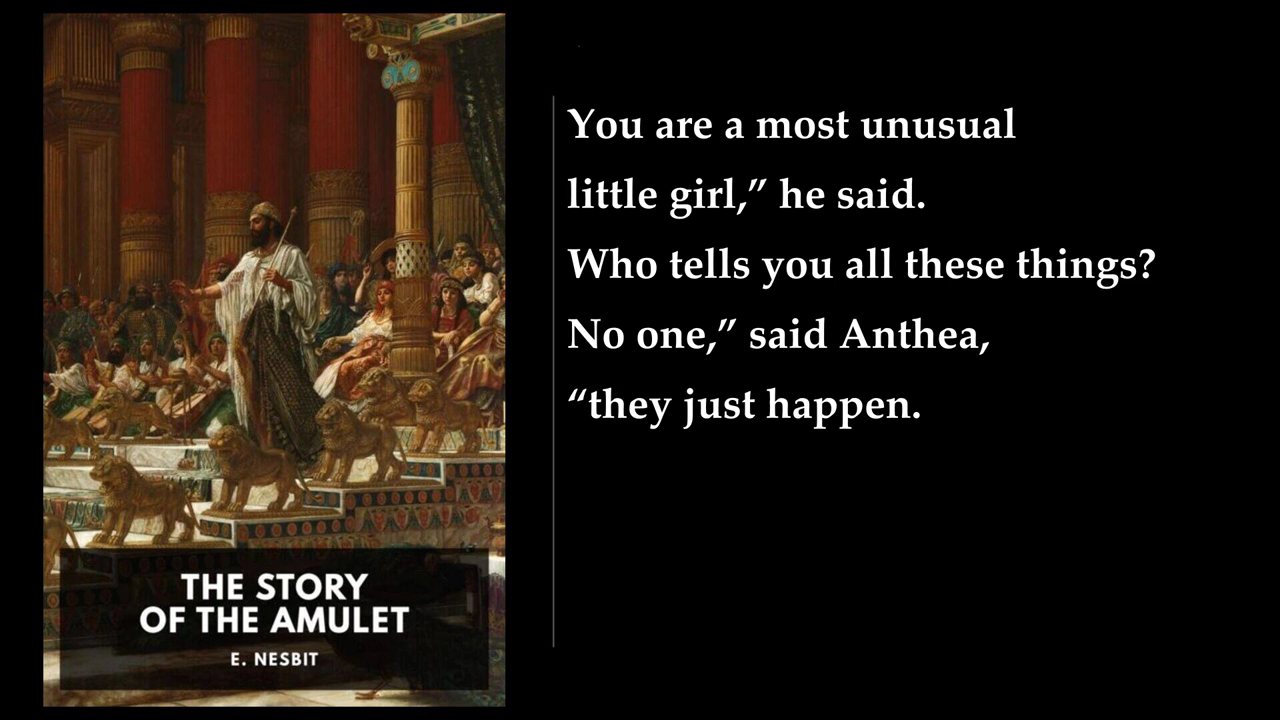 You are a most unusual
little girl,” he said.
Who tells you all these things?
No one,” said Anthea,
“they just happen.
THE STORY
OF THE AMULET
E. NESBIT